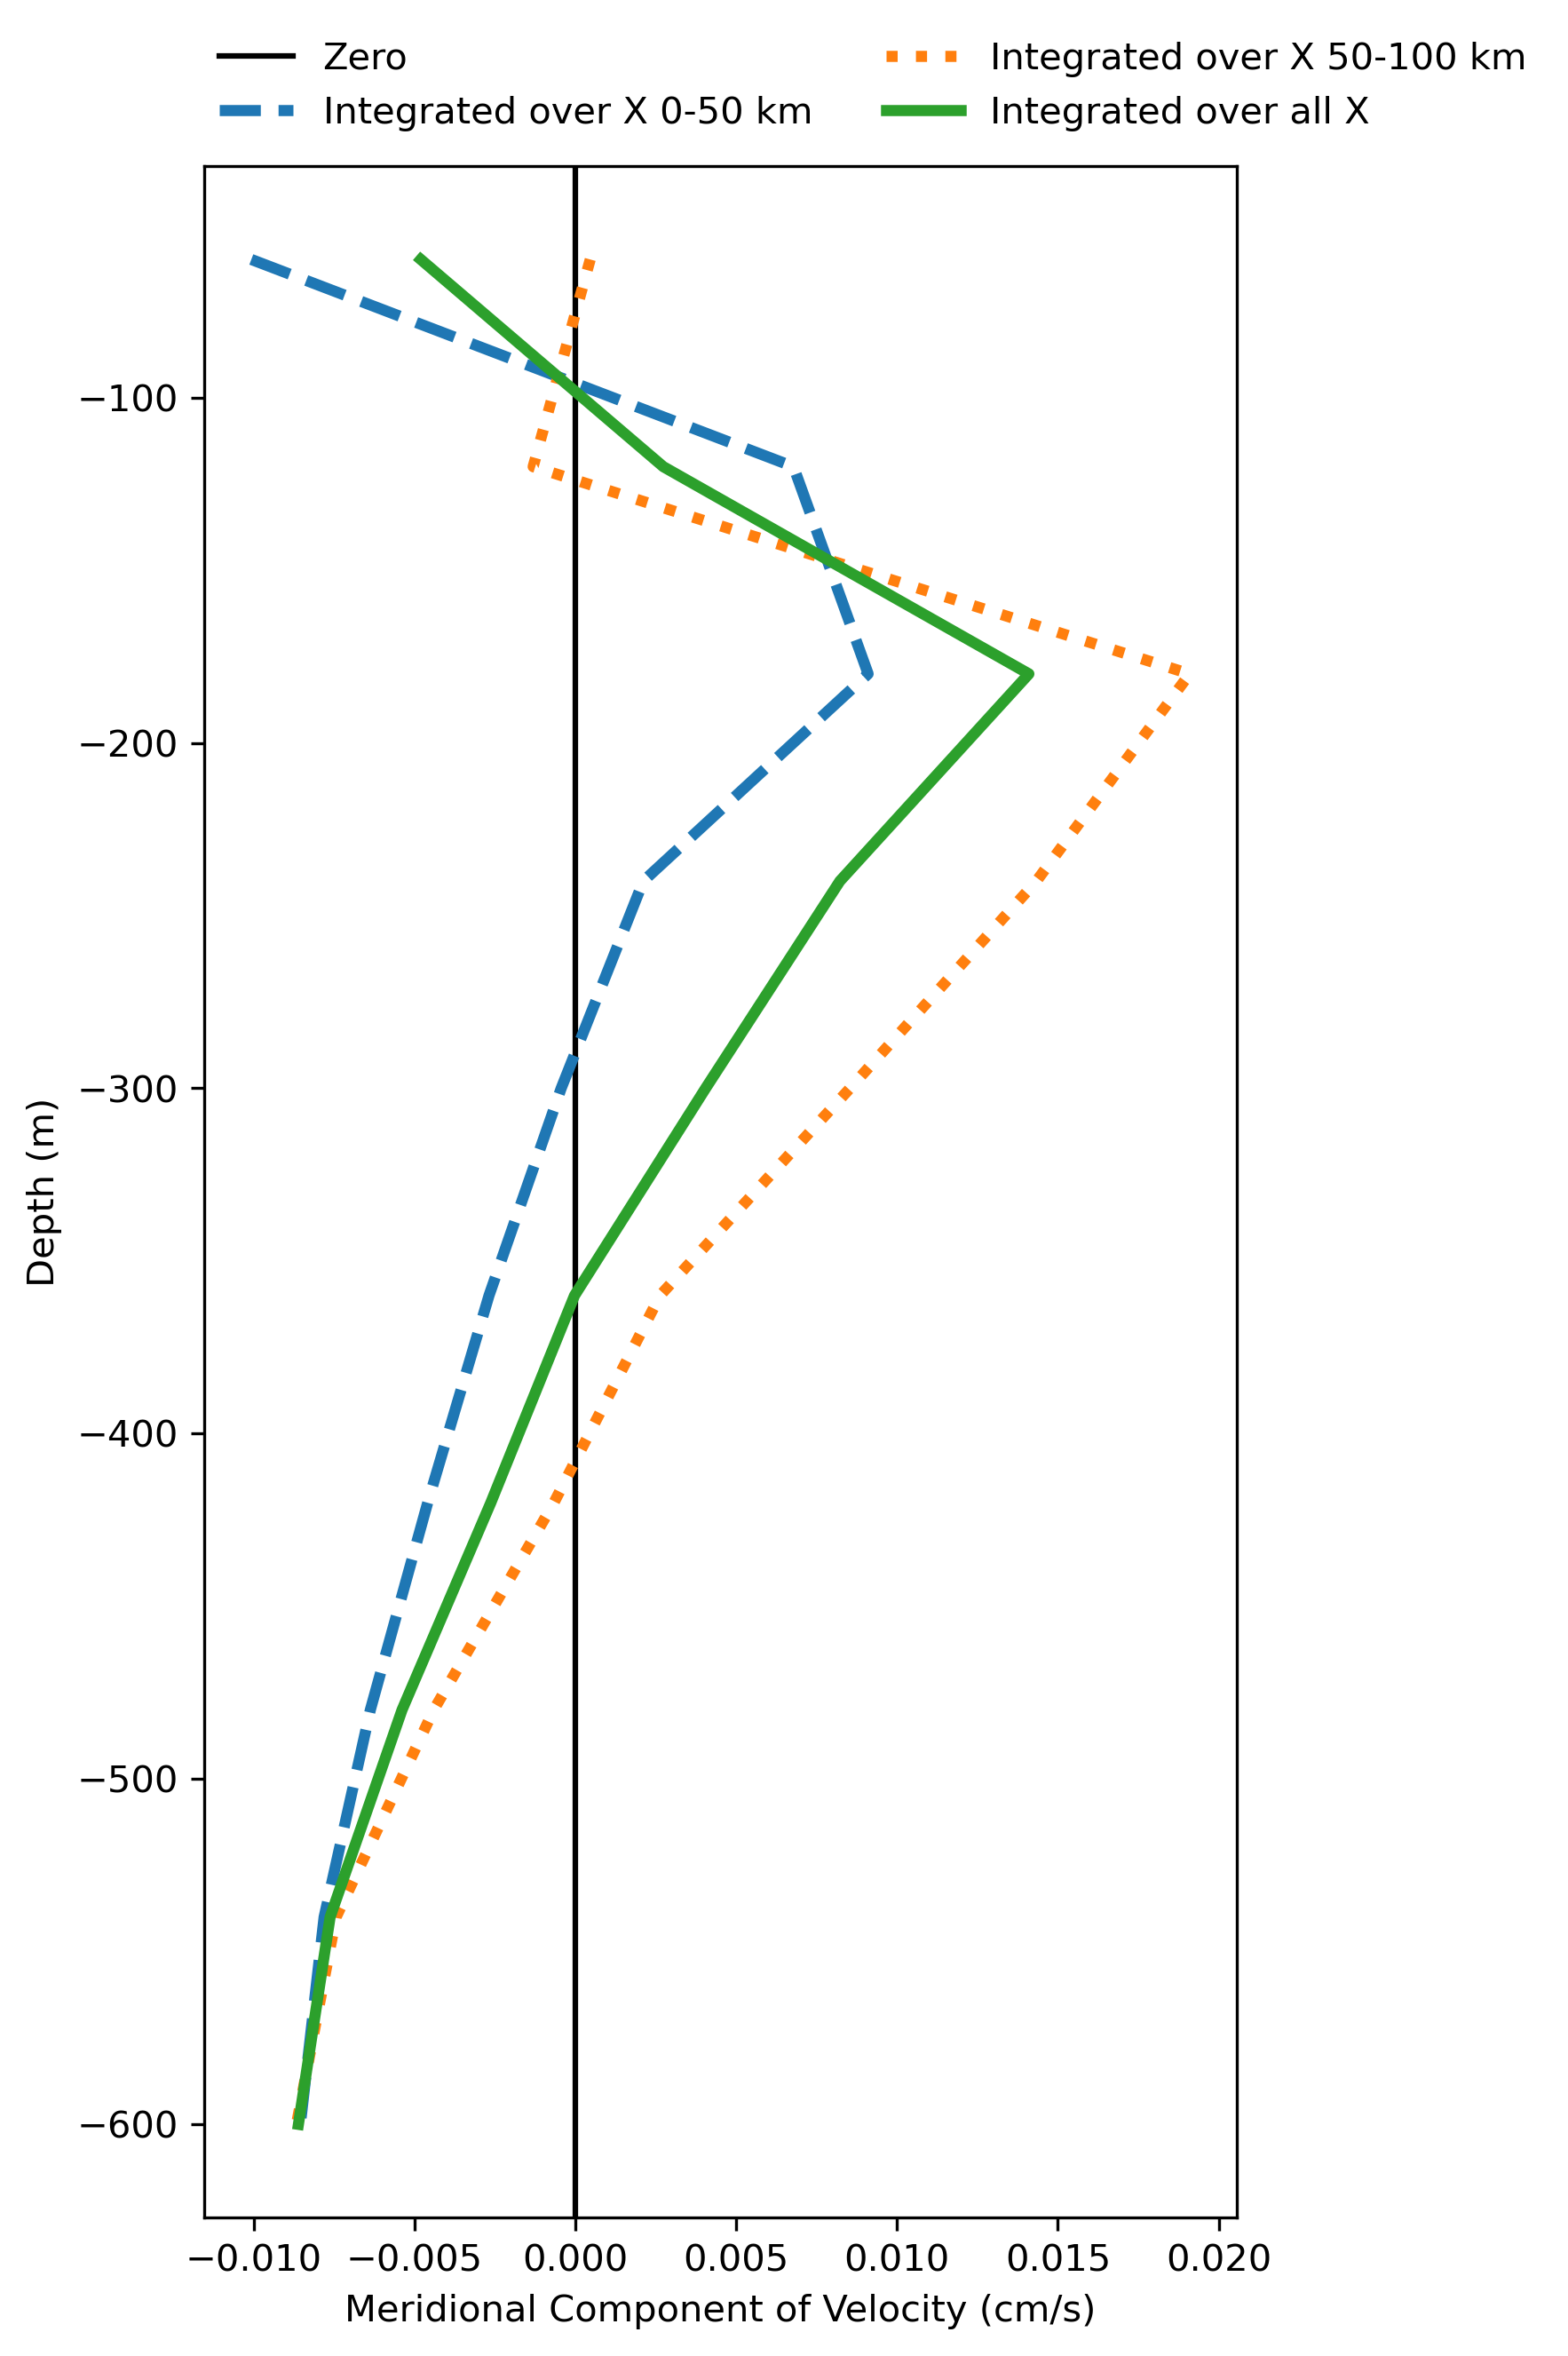 Zero
Integrated over X 0-50 km
Integrated over X 50-100 km
Integrated over all X
−100
−200
−300
−400
−500
−600
Depth (m)
−0.010 −0.005 0.000 0.005 0.010 0.015 0.020
Meridional Component of Velocity (cm/s)